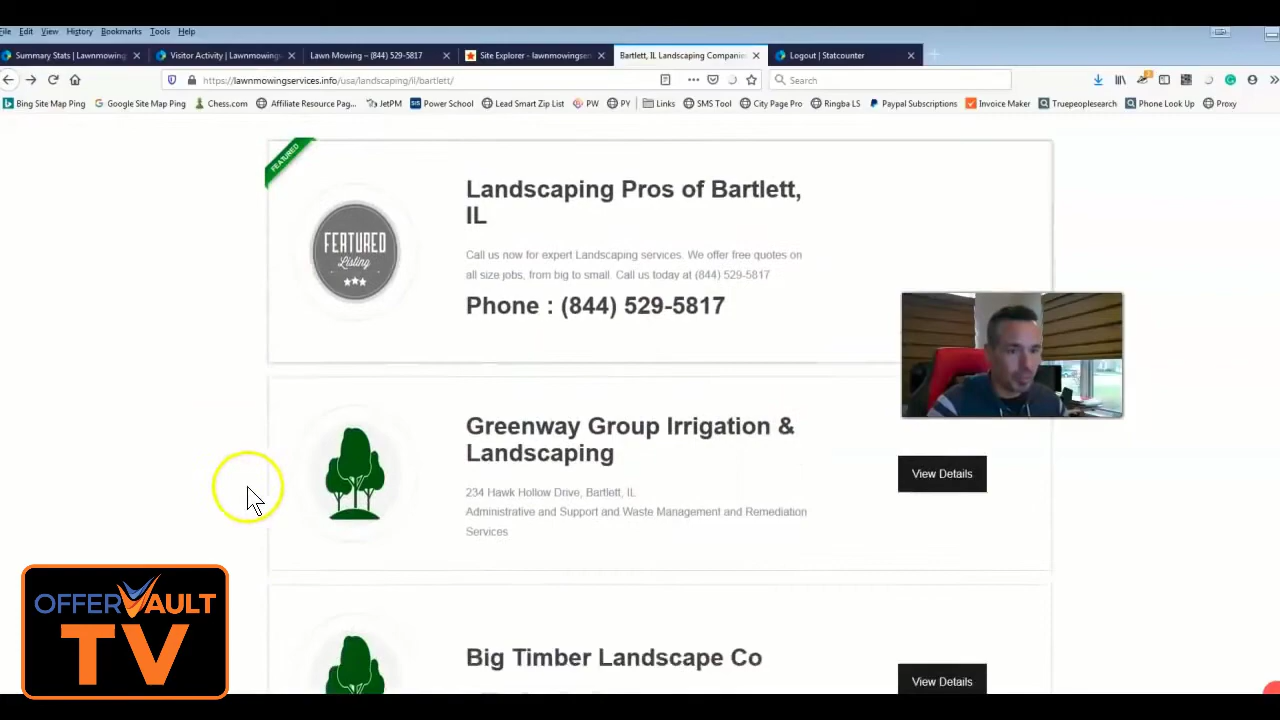 File Edit View History Bookmarks Tools Help
Summary Stats | Lawnmowing Visitor Activity | Lawnmowing Lawn Mowing – (844) 529-5817 Site Explorer - lawnmowingser Bartlett, IL Landscaping Companie Logout | Statcounter
https://lawnmowingservices.info/usa/landscaping/il/bartlett/ Search
Bing Site Map Ping Google Site Map Ping Chess.com Affiliate Resource Pag... JetPM Power School Lead Smart Zip List PW PY Links SMS Tool City Page Pro Ringba LS Paypal Subscriptions Invoice Maker Truepeoplesearch Phone Look Up Proxy
FEATURED
FEATURED
Listing
Landscaping Pros of Bartlett,
IL
Call us now for expert Landscaping services. We offer free quotes on
all size jobs, from big to small. Call us today at (844) 529-5817
Phone : (844) 529-5817
Greenway Group Irrigation &
Landscaping
234 Hawk Hollow Drive, Bartlett, IL
Administrative and Support and Waste Management and Remediation
Services
View Details
Big Timber Landscape Co
View Details
OFFERVAULT
TV